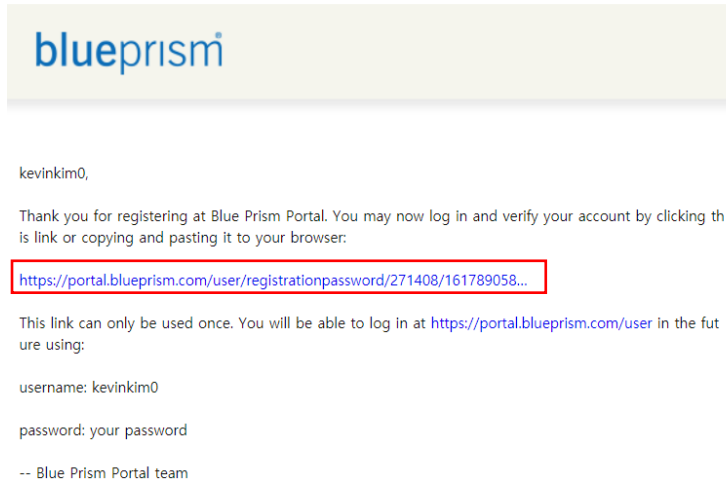 blueprism®
kevinkim0,
Thank you for registering at Blue Prism Portal. You may now log in and verify your account by clicking th
is link or copying and pasting it to your browser:
https://portal.blueprism.com/user/registrationpassword/271408/161789058...
This link can only be used once. You will be able to log in at https://portal.blueprism.com/user in the fut
ure using:
username: kevinkim0
password: your password
-- Blue Prism Portal team